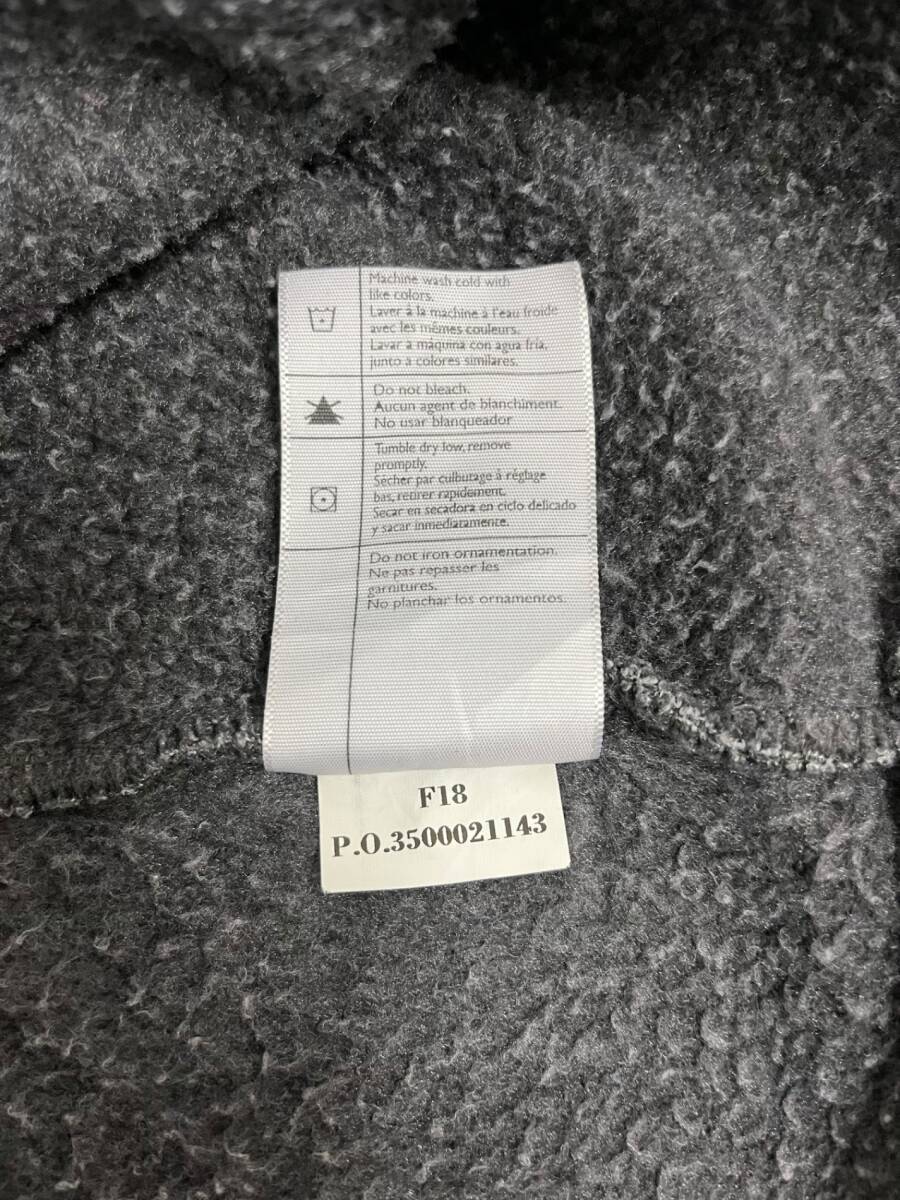 Machine wash cold with
like colors.
Laver à la machine à l'eau froide
avec les mêmes couleurs.
Lavar a máquina con agua fría,
junto a colores similares.
Do not bleach.
Aucun agent de blanchiment.
No usar blanqueador
Tumble dry low, remove
promptly.
Sécher par culbutage à réglage
bas, retirer rapidement.
Secar en secadora en ciclo delicado
y sacar inmediaramente.
Do not iron ornamentation.
Ne pas repasser les
garnitures.
No planchar los ornamentos.
F18
P.O.3500021143